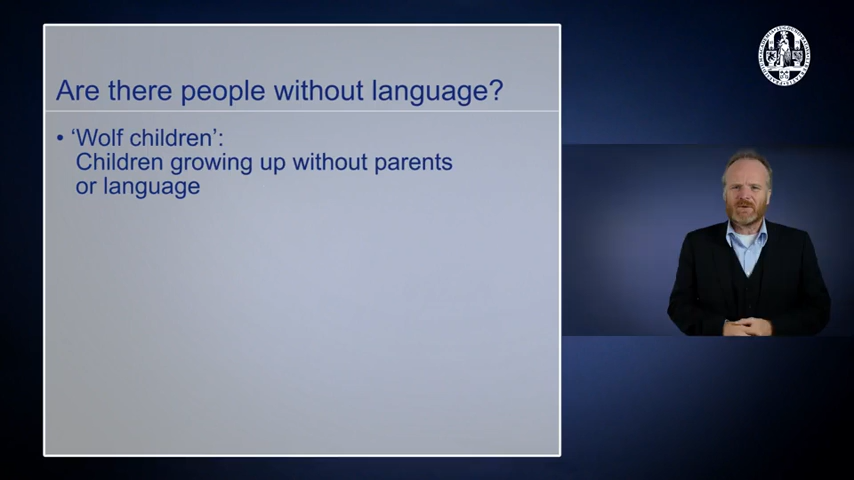 Are there people without language?
• ‘Wolf children’:
Children growing up without parents
or language